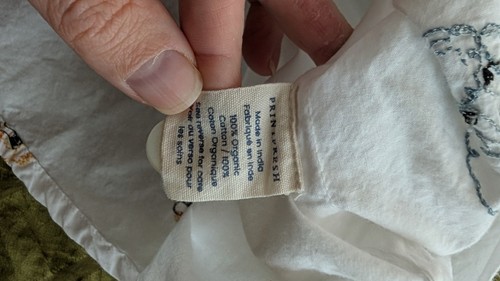 PRINTFRESH
Made in India
Fabriqué en Inde
100% Organic
Cotton / 100%
Coton Organique
See reverse for care
au verso pour
les soins